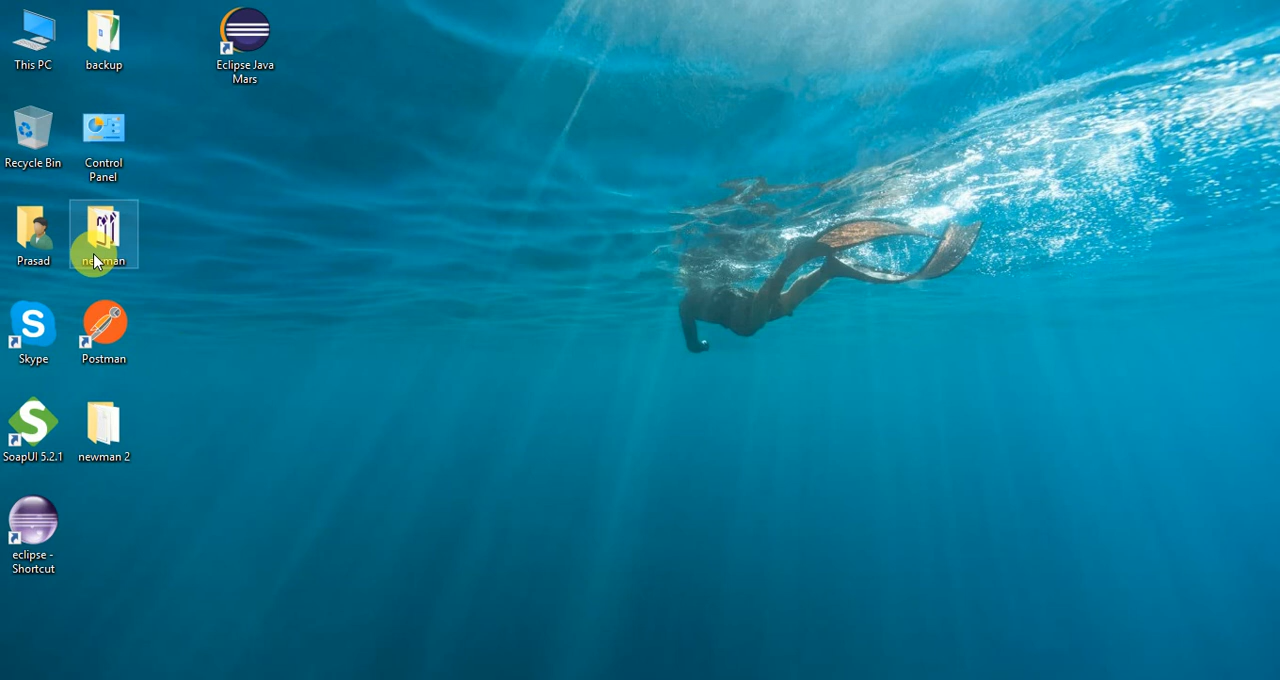 This PC
backup
Eclipse Java
Mars
Recycle Bin
Control
Panel
Prasad
newman
Skype
Postman
SoapUI 5.2.1
newman 2
eclipse -
Shortcut